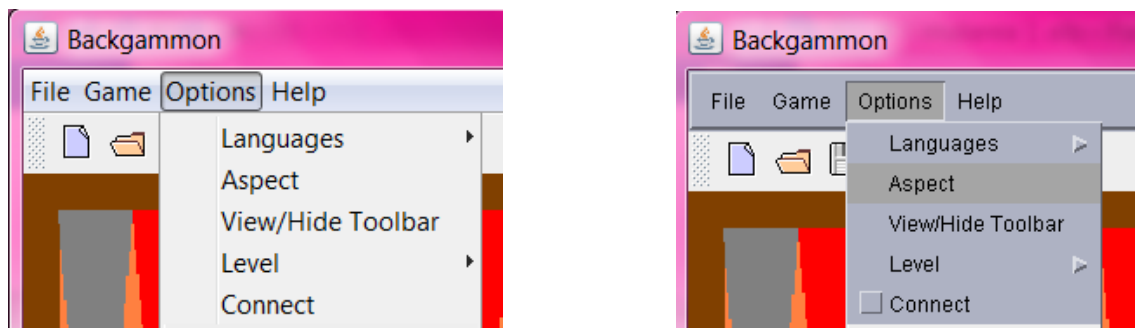 Backgammon
File Game Options Help
Languages
Aspect
View/Hide Toolbar
Level
Connect
Backgammon
File Game Options Help
Languages
Aspect
View/Hide Toolbar
Level
Connect